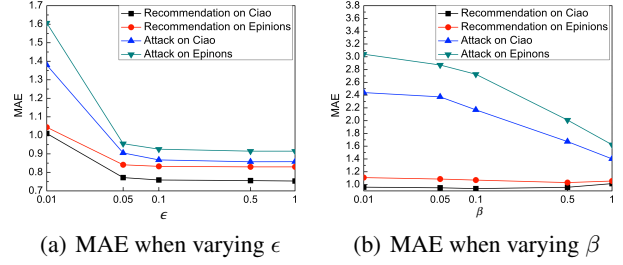 1.7
1.6
1.5
1.4
1.3
1.2
1.1
1.0
0.9
0.8
0.7
MAE
Recommendation on Ciao
Recommendation on Epinions
Attack on Ciao
Attack on Epinons
0.01
0.05
0.1
0.5
1
ϵ
(a) MAE when varying ϵ
3.8
3.6
3.4
3.2
3.0
2.8
2.6
2.4
2.2
2.0
1.8
1.6
1.4
1.2
1.0
MAE
Recommendation on Ciao
Recommendation on Epinions
Attack on Ciao
Attack on Epinons
0.01
0.05
0.1
0.5
1
β
(b) MAE when varying β